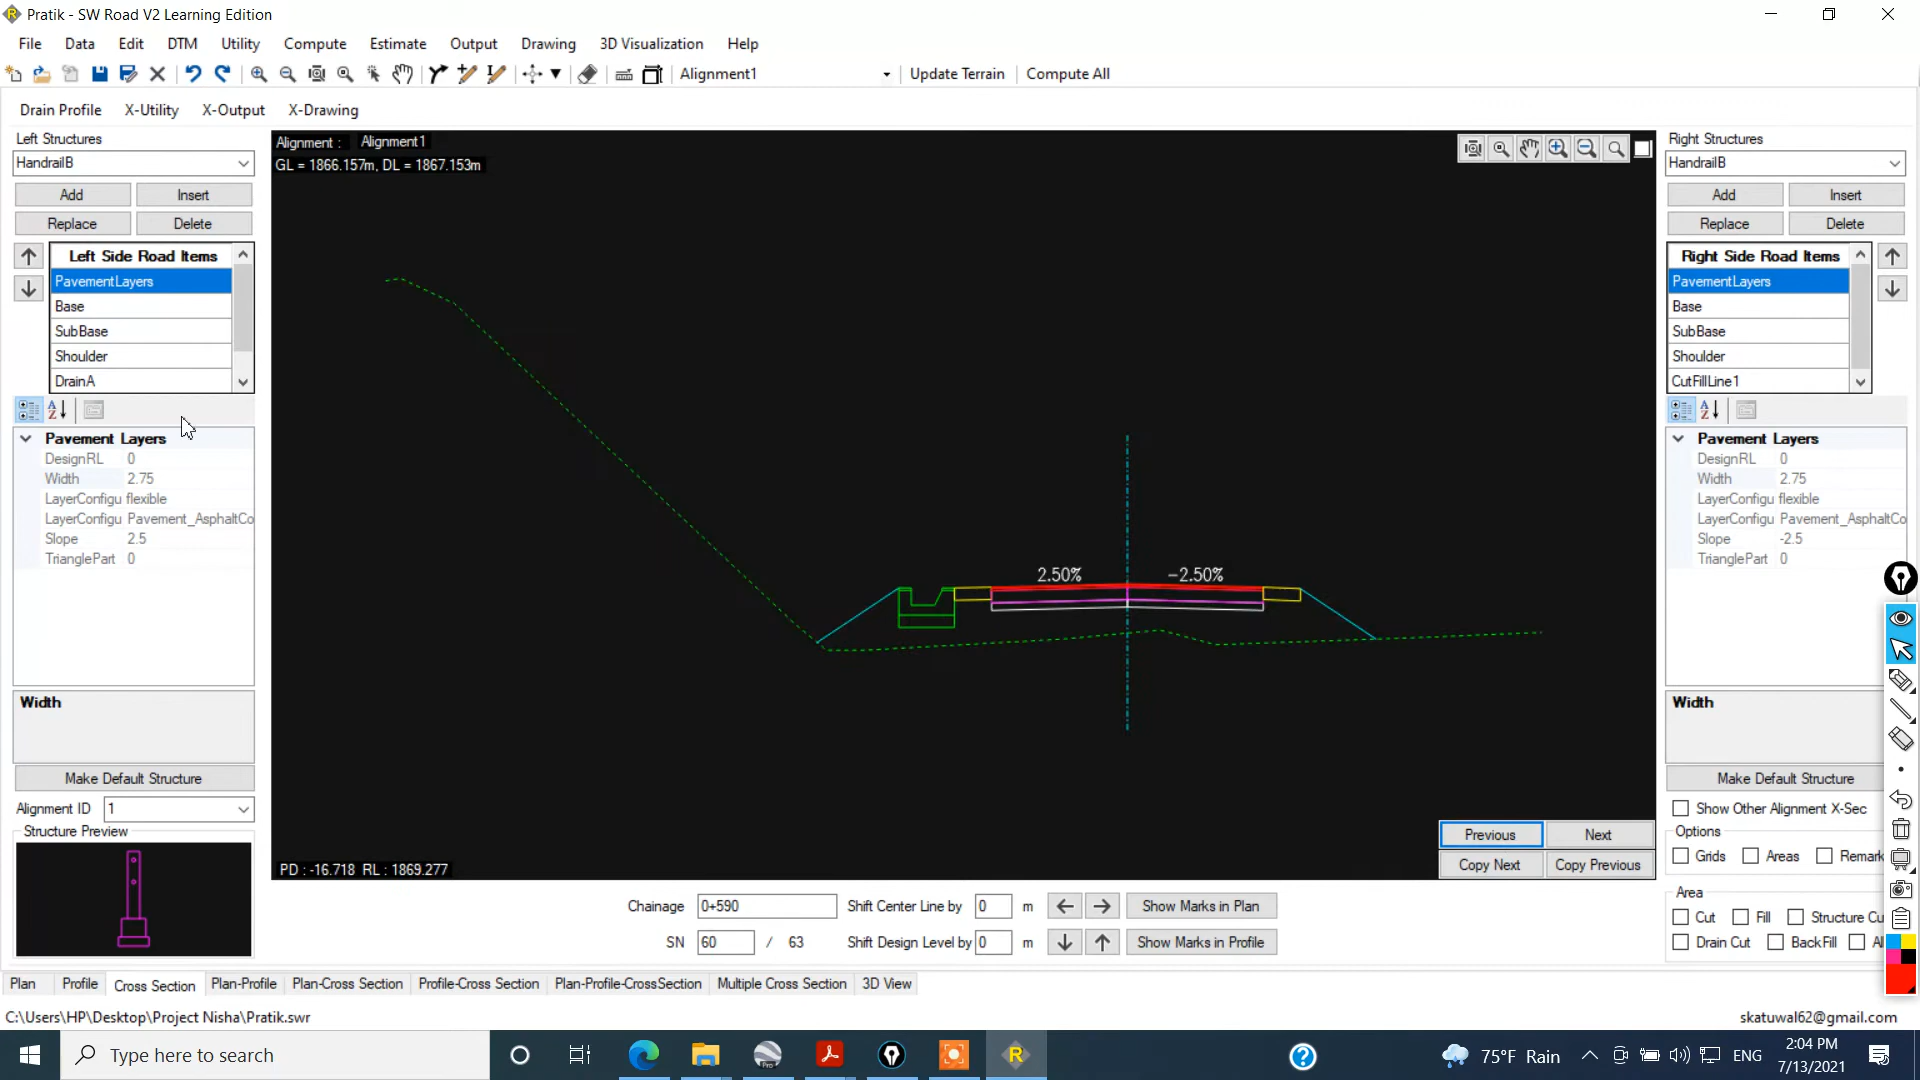 Pratik - SW Road V2 Learning Edition
File Data Edit DTM Utility Compute Estimate Output Drawing 3D Visualization Help
Alignment1 Update Terrain Compute All
Drain Profile X-Utility X-Output X-Drawing
Left Structures
HandrailB
Add Insert
Replace Delete
Left Side Road Items
PavementLayers
Base
SubBase
Shoulder
DrainA
Pavement Layers
DesignRL 0
Width 2.75
LayerConfigu flexible
LayerConfigu Pavement_AsphaltCo
Slope 2.5
TrianglePart 0
Width
Make Default Structure
Alignment ID 1
Structure Preview
Alignment : Alignment1
GL = 1866.157m, DL = 1867.153m
2.50% -2.50%
PD : -16.718 RL : 1869.277
Previous Next
Copy Next Copy Previous
Chainage 0+590 Shift Center Line by 0 m Show Marks in Plan
SN 60 / 63 Shift Design Level by 0 m Show Marks in Profile
Right Structures
HandrailB
Add Insert
Replace Delete
Right Side Road Items
PavementLayers
Base
SubBase
Shoulder
CutFillLine1
Pavement Layers
DesignRL 0
Width 2.75
LayerConfigu flexible
LayerConfigu Pavement_AsphaltCo
Slope -2.5
TrianglePart 0
Width
Make Default Structure
Show Other Alignment X-Sec
Options
Grids Areas Remark
Area
Cut Fill Structure Cu
Drain Cut BackFill Al
Plan Profile Cross Section Plan-Profile Plan-Cross Section Profile-Cross Section Plan-Profile-CrossSection Multiple Cross Section 3D View
C:\Users\HP\Desktop\Project Nisha\Pratik.swr
skatuwal62@gmail.com
Type here to search
75°F Rain
ENG
2:04 PM
7/13/2021